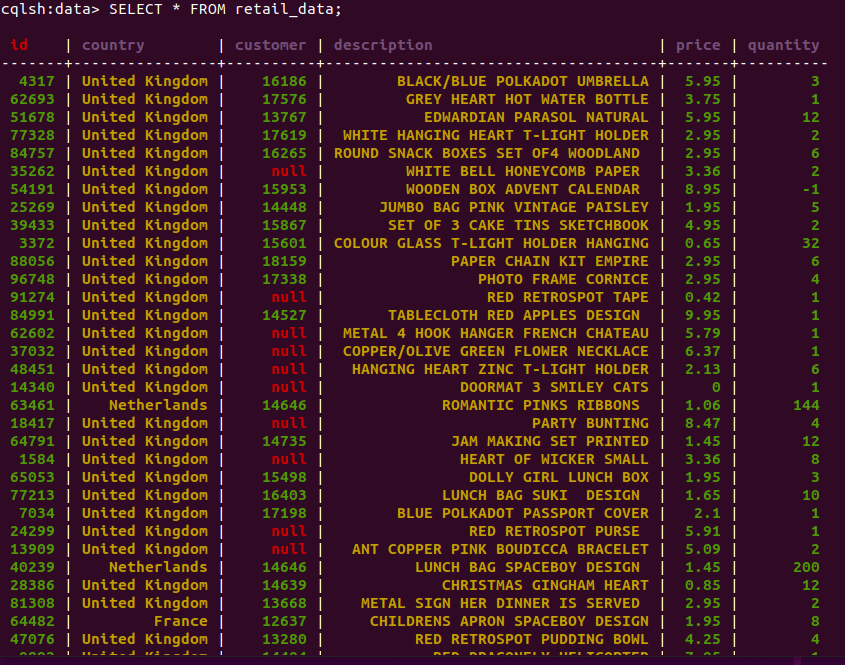 cqlsh:data> SELECT * FROM retail_data;
id | country | customer | description | price | quantity
-------+----------------+----------+-------------------------------------+-------+----------
4317 | United Kingdom | 16186 | BLACK/BLUE POLKADOT UMBRELLA | 5.95 | 3
62693 | United Kingdom | 17576 | GREY HEART HOT WATER BOTTLE | 3.75 | 1
51678 | United Kingdom | 13767 | EDWARDIAN PARASOL NATURAL | 5.95 | 12
77328 | United Kingdom | 17619 | WHITE HANGING HEART T-LIGHT HOLDER | 2.95 | 2
84757 | United Kingdom | 16265 | ROUND SNACK BOXES SET OF4 WOODLAND | 2.95 | 6
35262 | United Kingdom | null | WHITE BELL HONEYCOMB PAPER | 3.36 | 2
54191 | United Kingdom | 15953 | WOODEN BOX ADVENT CALENDAR | 8.95 | -1
25269 | United Kingdom | 14448 | JUMBO BAG PINK VINTAGE PAISLEY | 1.95 | 5
39433 | United Kingdom | 15867 | SET OF 3 CAKE TINS SKETCHBOOK | 4.95 | 2
3372 | United Kingdom | 15601 | COLOUR GLASS T-LIGHT HOLDER HANGING | 0.65 | 32
88056 | United Kingdom | 18159 | PAPER CHAIN KIT EMPIRE | 2.95 | 6
96748 | United Kingdom | 17338 | PHOTO FRAME CORNICE | 2.95 | 4
91274 | United Kingdom | null | RED RETROSPOT TAPE | 0.42 | 1
84991 | United Kingdom | 14527 | TABLECLOTH RED APPLES DESIGN | 9.95 | 1
62602 | United Kingdom | null | METAL 4 HOOK HANGER FRENCH CHATEAU | 5.79 | 1
37032 | United Kingdom | null | COPPER/OLIVE GREEN FLOWER NECKLACE | 6.37 | 1
48451 | United Kingdom | null | HANGING HEART ZINC T-LIGHT HOLDER | 2.13 | 6
14340 | United Kingdom | null | DOORMAT 3 SMILEY CATS | 0 | 1
63461 | Netherlands | 14646 | ROMANTIC PINKS RIBBONS | 1.06 | 144
18417 | United Kingdom | null | PARTY BUNTING | 8.47 | 4
64791 | United Kingdom | 14735 | JAM MAKING SET PRINTED | 1.45 | 12
1584 | United Kingdom | null | HEART OF WICKER SMALL | 3.36 | 8
65053 | United Kingdom | 15498 | DOLLY GIRL LUNCH BOX | 1.95 | 3
77213 | United Kingdom | 16403 | LUNCH BAG SUKI  DESIGN | 1.65 | 10
7034 | United Kingdom | 17198 | BLUE POLKADOT PASSPORT COVER | 2.1 | 1
24299 | United Kingdom | null | RED RETROSPOT PURSE | 5.91 | 1
13909 | United Kingdom | null | ANT COPPER PINK BOUDICCA BRACELET | 5.09 | 2
40239 | Netherlands | 14646 | LUNCH BAG SPACEBOY DESIGN | 1.45 | 200
28386 | United Kingdom | 14639 | CHRISTMAS GINGHAM HEART | 0.85 | 12
81308 | United Kingdom | 13668 | METAL SIGN HER DINNER IS SERVED | 2.95 | 2
64482 | France | 12637 | CHILDRENS APRON SPACEBOY DESIGN | 1.95 | 8
47076 | United Kingdom | 13280 | RED RETROSPOT PUDDING BOWL | 4.25 | 4
| United Kingdom | | RED DRAGONFLY HELICOPTER | |